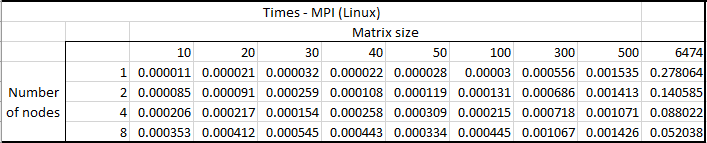 Times - MPI (Linux)
Matrix size
10 20 30 40 50 100 300 500 6474
1 0.000011 0.000021 0.000032 0.000022 0.000028 0.00003 0.000556 0.001535 0.278064
Number 2 0.000085 0.000091 0.000259 0.000108 0.000119 0.000131 0.000686 0.001413 0.140585
of nodes 4 0.000206 0.000217 0.000154 0.000258 0.000309 0.000215 0.000718 0.001071 0.088022
8 0.000353 0.000412 0.000545 0.000443 0.000334 0.000445 0.001067 0.001426 0.052038